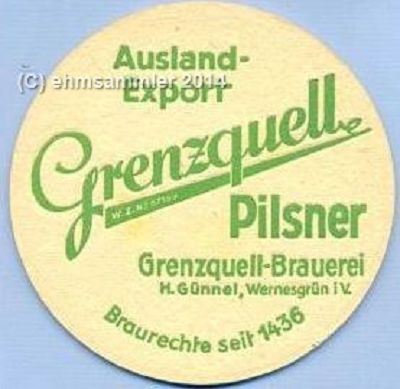 Ausland-
(C) ehmsammler 2014
Export
Grenzquell
Pilsner
Grenzquell-Brauerei
H. Günnel, Wernesgrün i V.
Braurechte seit 1436